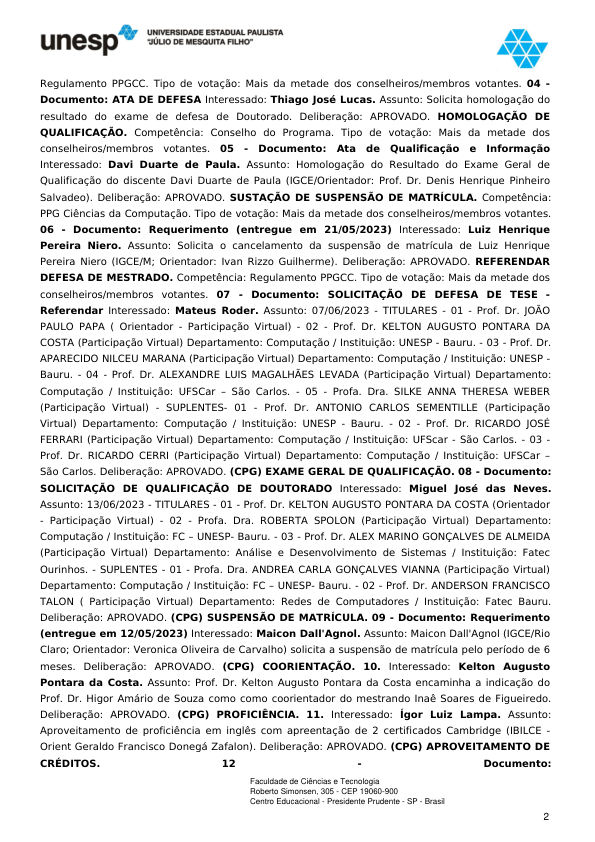 unesp
UNIVERSIDADE ESTADUAL PAULISTA
"JÚLIO DE MESQUITA FILHO"
Regulamento PPGCC. Tipo de votação: Mais da metade dos conselheiros/membros votantes. 04 -
Documento: ATA DE DEFESA Interessado: Thiago José Lucas. Assunto: Solicita homologação do
resultado do exame de defesa de Doutorado. Deliberação: APROVADO. HOMOLOGAÇÃO DE
QUALIFICAÇÃO. Competência: Conselho do Programa. Tipo de votação: Mais da metade dos
conselheiros/membros votantes. 05 - Documento: Ata de Qualificação e Informação
Interessado: Davi Duarte de Paula. Assunto: Homologação do Resultado do Exame Geral de
Qualificação do discente Davi Duarte de Paula (IGCE/Orientador: Prof. Dr. Denis Henrique Pinheiro
Salvadeo). Deliberação: APROVADO. SUSTAÇÃO DE SUSPENSÃO DE MATRÍCULA. Competência:
PPG Ciências da Computação. Tipo de votação: Mais da metade dos conselheiros/membros votantes.
06 - Documento: Requerimento (entregue em 21/05/2023) Interessado: Luiz Henrique
Pereira Niero. Assunto: Solicita o cancelamento da suspensão de matrícula de Luiz Henrique
Pereira Niero (IGCE/M; Orientador: Ivan Rizzo Guilherme). Deliberação: APROVADO. REFERENDAR
DEFESA DE MESTRADO. Competência: Regulamento PPGCC. Tipo de votação: Mais da metade dos
conselheiros/membros votantes. 07 - Documento: SOLICITAÇÃO DE DEFESA DE TESE -
Referendar Interessado: Mateus Roder. Assunto: 07/06/2023 - TITULARES - 01 - Prof. Dr. JOÃO
PAULO PAPA ( Orientador - Participação Virtual) - 02 - Prof. Dr. KELTON AUGUSTO PONTARA DA
COSTA (Participação Virtual) Departamento: Computação / Instituição: UNESP - Bauru. - 03 - Prof. Dr.
APARECIDO NILCEU MARANA (Participação Virtual) Departamento: Computação / Instituição: UNESP -
Bauru. - 04 - Prof. Dr. ALEXANDRE LUIS MAGALHÃES LEVADA (Participação Virtual) Departamento:
Computação / Instituição: UFSCar – São Carlos. - 05 - Profa. Dra. SILKE ANNA THERESA WEBER
(Participação Virtual) - SUPLENTES- 01 - Prof. Dr. ANTONIO CARLOS SEMENTILLE (Participação
Virtual) Departamento: Computação / Instituição: UNESP - Bauru. - 02 - Prof. Dr. RICARDO JOSÉ
FERRARI (Participação Virtual) Departamento: Computação / Instituição: UFScar - São Carlos. - 03 -
Prof. Dr. RICARDO CERRI (Participação Virtual) Departamento: Computação / Instituição: UFSCar –
São Carlos. Deliberação: APROVADO. (CPG) EXAME GERAL DE QUALIFICAÇÃO. 08 - Documento:
SOLICITAÇÃO DE QUALIFICAÇÃO DE DOUTORADO Interessado: Miguel José das Neves.
Assunto: 13/06/2023 - TITULARES - 01 - Prof. Dr. KELTON AUGUSTO PONTARA DA COSTA (Orientador
- Participação Virtual) - 02 - Profa. Dra. ROBERTA SPOLON (Participação Virtual) Departamento:
Computação / Instituição: FC – UNESP- Bauru. - 03 - Prof. Dr. ALEX MARINO GONÇALVES DE ALMEIDA
(Participação Virtual) Departamento: Análise e Desenvolvimento de Sistemas / Instituição: Fatec
Ourinhos. - SUPLENTES - 01 - Profa. Dra. ANDREA CARLA GONÇALVES VIANNA (Participação Virtual)
Departamento: Computação / Instituição: FC – UNESP- Bauru. - 02 - Prof. Dr. ANDERSON FRANCISCO
TALON ( Participação Virtual) Departamento: Redes de Computadores / Instituição: Fatec Bauru.
Deliberação: APROVADO. (CPG) SUSPENSÃO DE MATRÍCULA. 09 - Documento: Requerimento
(entregue em 12/05/2023) Interessado: Maicon Dall'Agnol. Assunto: Maicon Dall'Agnol (IGCE/Rio
Claro; Orientador: Veronica Oliveira de Carvalho) solicita a suspensão de matrícula pelo período de 6
meses. Deliberação: APROVADO. (CPG) COORIENTAÇÃO. 10. Interessado: Kelton Augusto
Pontara da Costa. Assunto: Prof. Dr. Kelton Augusto Pontara da Costa encaminha a indicação do
Prof. Dr. Higor Amário de Souza como como coorientador do mestrando Inaê Soares de Figueiredo.
Deliberação: APROVADO. (CPG) PROFICIÊNCIA. 11. Interessado: Ígor Luiz Lampa. Assunto:
Aproveitamento de proficiência em inglês com apreentação de 2 certificados Cambridge (IBILCE -
Orient Geraldo Francisco Donegá Zafalon). Deliberação: APROVADO. (CPG) APROVEITAMENTO DE
CRÉDITOS. 12 - Documento:
Faculdade de Ciências e Tecnologia
Roberto Simonsen, 305 - CEP 19060-900
Centro Educacional - Presidente Prudente - SP - Brasil
2